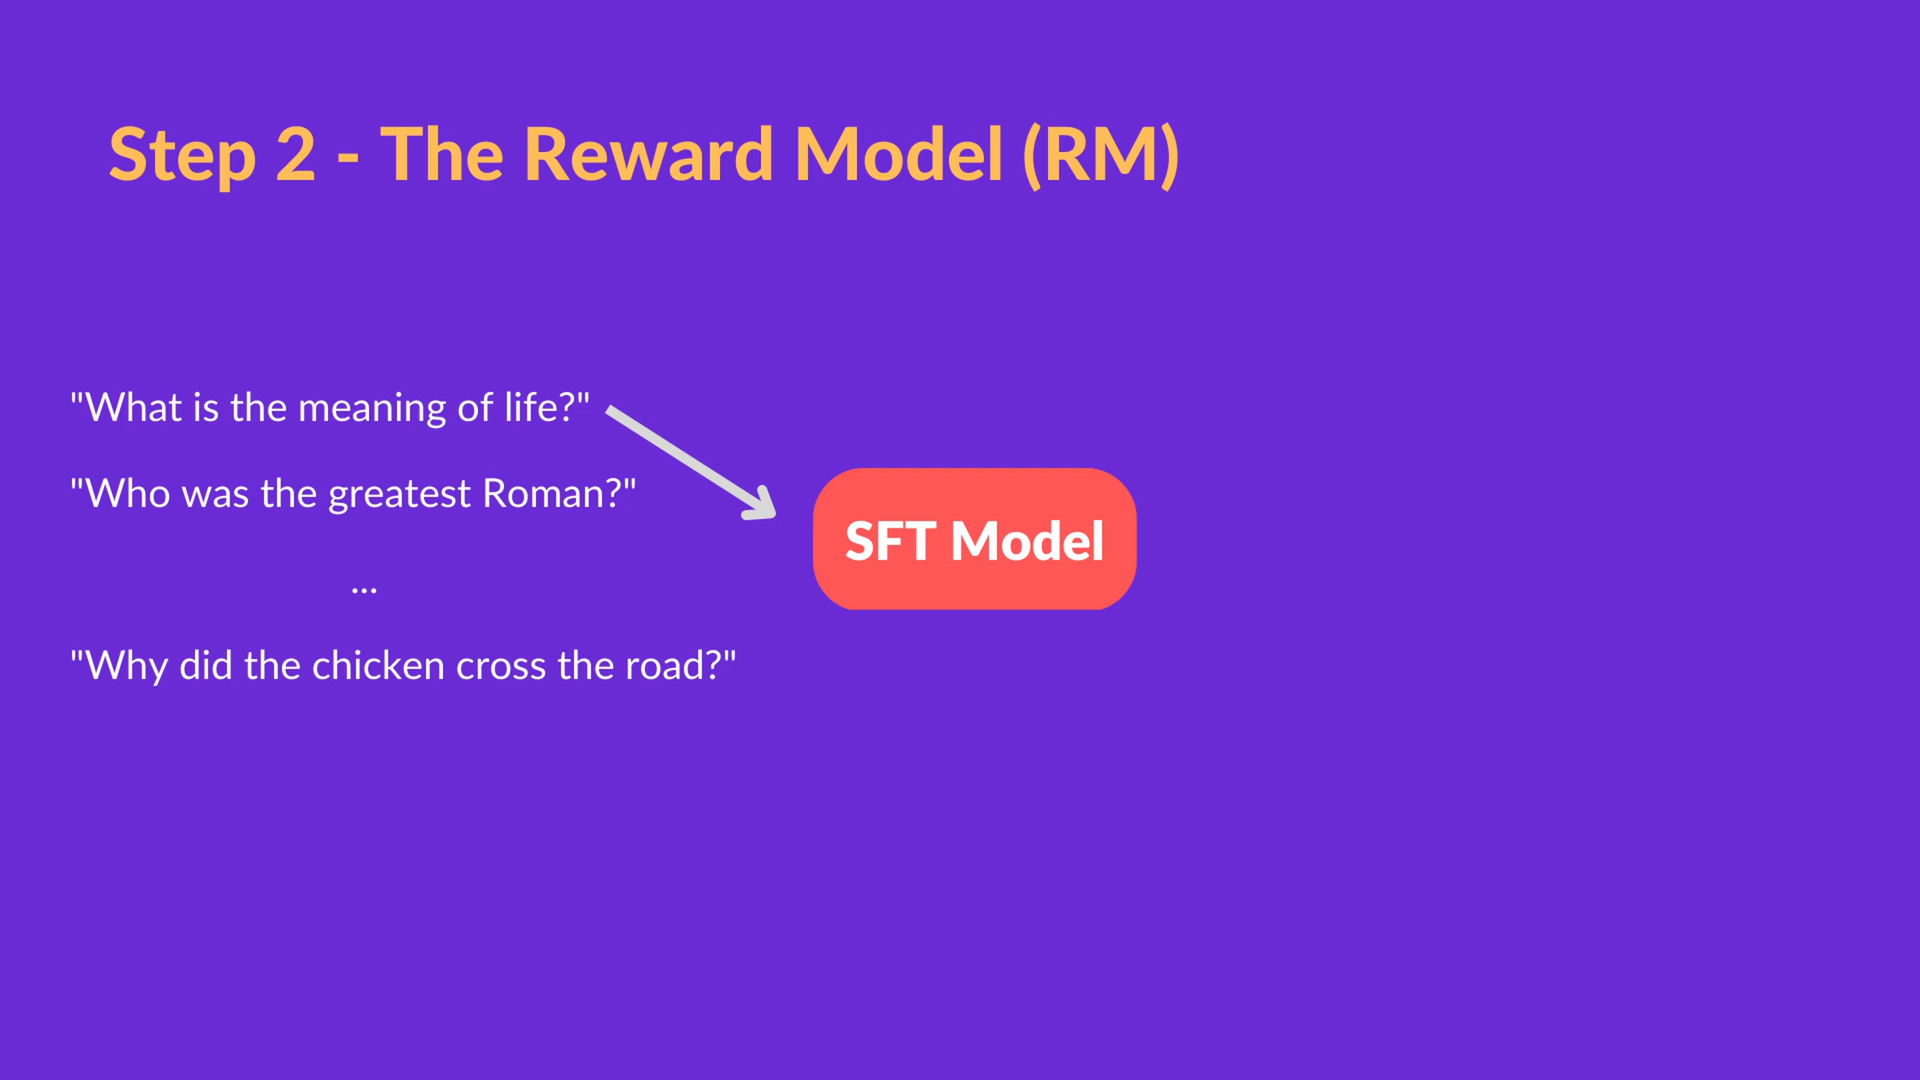 Step 2 - The Reward Model (RM)
"What is the meaning of life?"
"Who was the greatest Roman?"
...
"Why did the chicken cross the road?"
SFT Model